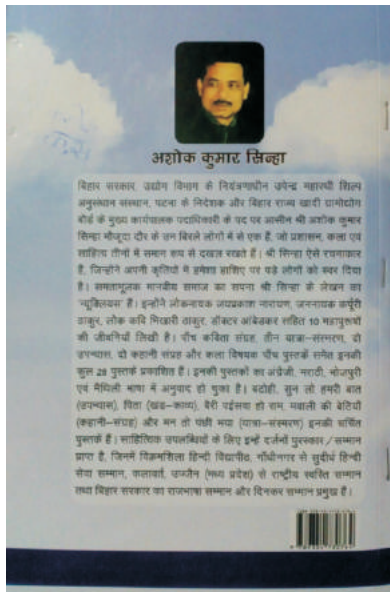 अशोक कुमार सिन्हा
बिहार सरकार, उद्योग विभाग के नियंत्रणाधीन उपेन्द्र महारथी शिल्प
अनुसंधान संस्थान, पटना के निदेशक और बिहार राज्य खादी ग्रामोद्योग
बोर्ड के मुख्य कार्यपालक पदाधिकारी के पद पर आसीन श्री अशोक कुमार
सिन्हा मौजूदा दौर के उन बिरले लोगों में से एक हैं, जो प्रशासन, कला एवं
साहित्य तीनों में समान रूप से दखल रखते हैं। श्री सिन्हा ऐसे रचनाकार
हैं, जिन्होंने अपनी कृतियों में हमेशा हाशिए पर पड़े लोगों को स्वर दिया
है। समतामूलक मानवीय समाज का सपना श्री सिन्हा के लेखन का
'न्यूक्लियस' है। इन्होंने लोकनायक जयप्रकाश नारायण, जननायक कर्पूरी
ठाकुर, लोक कवि भिखारी ठाकुर, डॉक्टर आंबेडकर सहित 10 महापुरुषों
की जीवनियाँ लिखी है। पाँच कविता संग्रह, तीन यात्रा-संस्मरण, दो
उपन्यास, दो कहानी संग्रह और कला विषयक पाँच पुस्तकें समेत इनकी
कुल 28 पुस्तकें प्रकाशित हैं। इनकी पुस्तकों का अंग्रेजी, मराठी, भोजपुरी
एवं मैथिली भाषा में अनुवाद हो चुका है। बटोही, सुन लो हमरी बात
(उपन्यास), पिता (खंड-काव्य), बैरी पईसवा हो राम, मवाली की बेटियाँ
(कहानी-संग्रह) और मन तो पंछी भया (यात्रा-संस्मरण) इनकी चर्चित
पुस्तकें हैं। साहित्यिक उपलब्धियों के लिए इन्हें दर्जनों पुरस्कार/सम्मान
प्राप्त है, जिनमें विक्रमशिला हिन्दी विद्यापीठ, गाँधीनगर से सुदीर्घ हिन्दी
सेवा सम्मान, कलावर्त, उज्जैन (मध्य प्रदेश) से राष्ट्रीय स्वस्ति सम्मान
तथा बिहार सरकार का राजभाषा सम्मान और दिनकर सम्मान प्रमुख हैं।